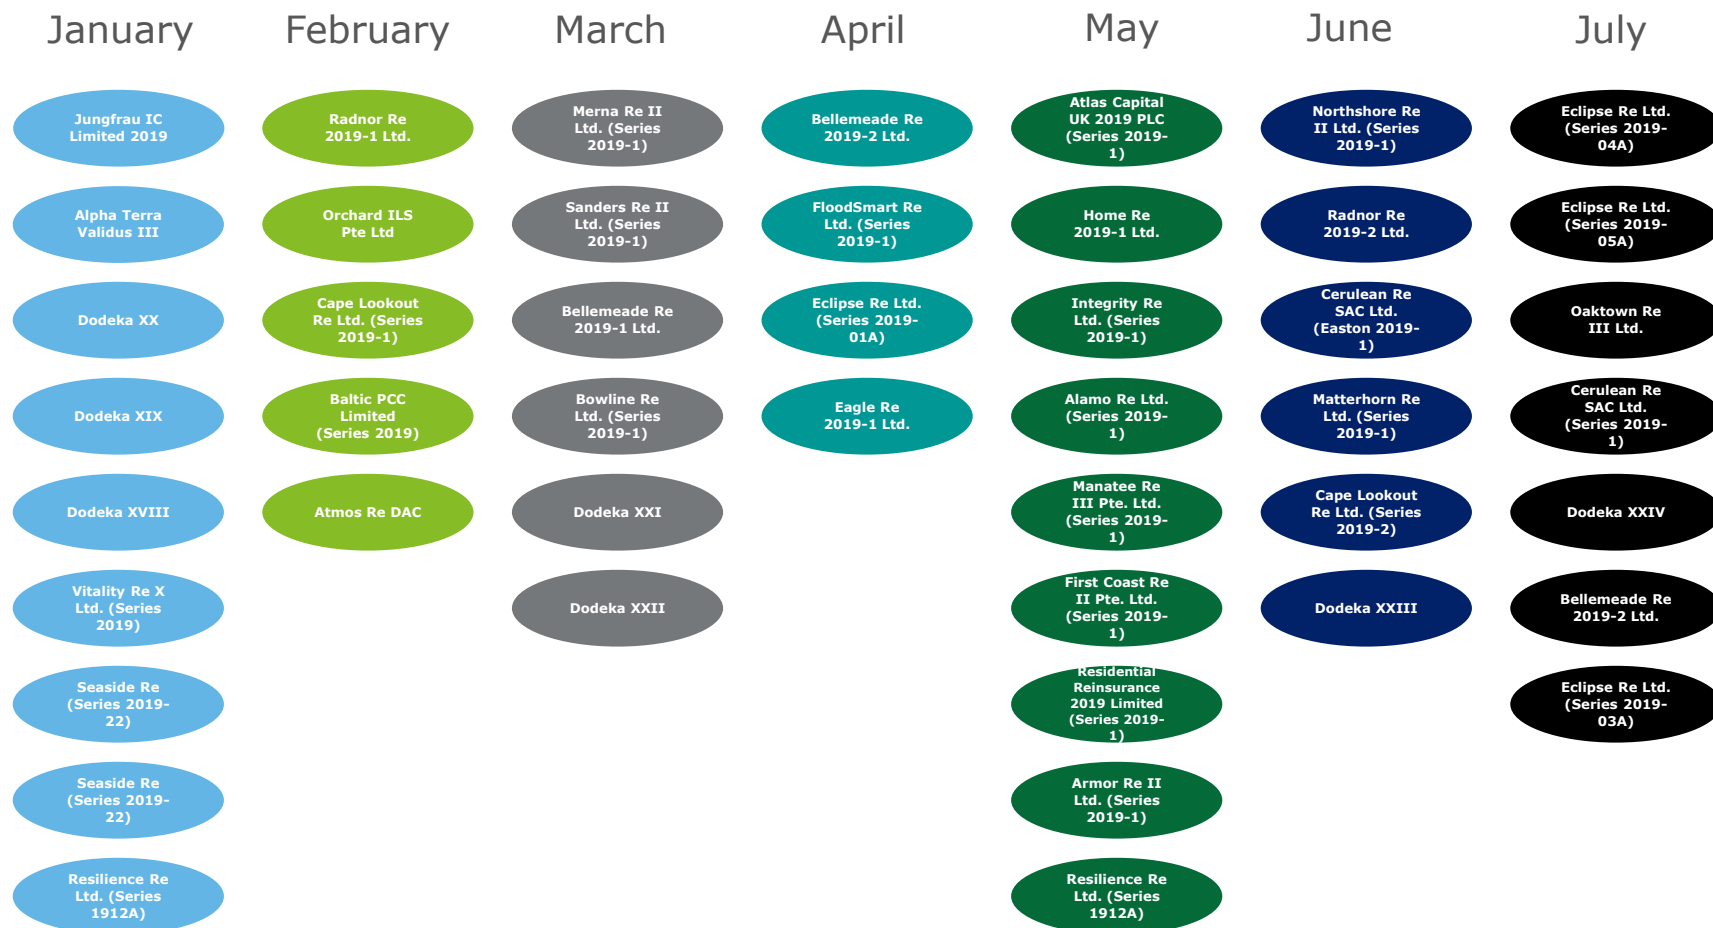 January
February
March
April
May
June
July
Jungfrau IC
Limited 2019
Alpha Terra
Validus III
Dodeka XX
Dodeka XIX
Dodeka XVIII
Vitality Re X
Ltd. (Series
2019)
Seaside Re
(Series 2019-
22)
Seaside Re
(Series 2019-
22)
Resilience Re
Ltd. (Series
1912A)
Radnor Re
2019-1 Ltd.
Orchard ILS
Pte Ltd
Cape Lookout
Re Ltd. (Series
2019-1)
Baltic PCC
Limited
(Series 2019)
Atmos Re DAC
Merna Re II
Ltd. (Series
2019-1)
Sanders Re II
Ltd. (Series
2019-1)
Bellemeade Re
2019-1 Ltd.
Bowline Re
Ltd. (Series
2019-1)
Dodeka XXI
Dodeka XXII
Bellemeade Re
2019-2 Ltd.
FloodSmart Re
Ltd. (Series
2019-1)
Eclipse Re Ltd.
(Series 2019-
01A)
Eagle Re
2019-1 Ltd.
Atlas Capital
UK 2019 PLC
(Series 2019-
1)
Home Re
2019-1 Ltd.
Integrity Re
Ltd. (Series
2019-1)
Alamo Re Ltd.
(Series 2019-
1)
Manatee Re
III Pte. Ltd.
(Series 2019-
1)
First Coast Re
II Pte. Ltd.
(Series 2019-
1)
Residential
Reinsurance
2019 Limited
(Series 2019-
1)
Armor Re II
Ltd. (Series
2019-1)
Resilience Re
Ltd. (Series
1912A)
Northshore Re
II Ltd. (Series
2019-1)
Radnor Re
2019-2 Ltd.
Cerulean Re
SAC Ltd.
(Easton 2019-
1)
Matterhorn Re
Ltd. (Series
2019-1)
Cape Lookout
Re Ltd. (Series
2019-2)
Dodeka XXIII
Eclipse Re Ltd.
(Series 2019-
04A)
Eclipse Re Ltd.
(Series 2019-
05A)
Oaktown Re
III Ltd.
Cerulean Re
SAC Ltd.
(Series 2019-
1)
Dodeka XXIV
Bellemeade Re
2019-2 Ltd.
Eclipse Re Ltd.
(Series 2019-
03A)